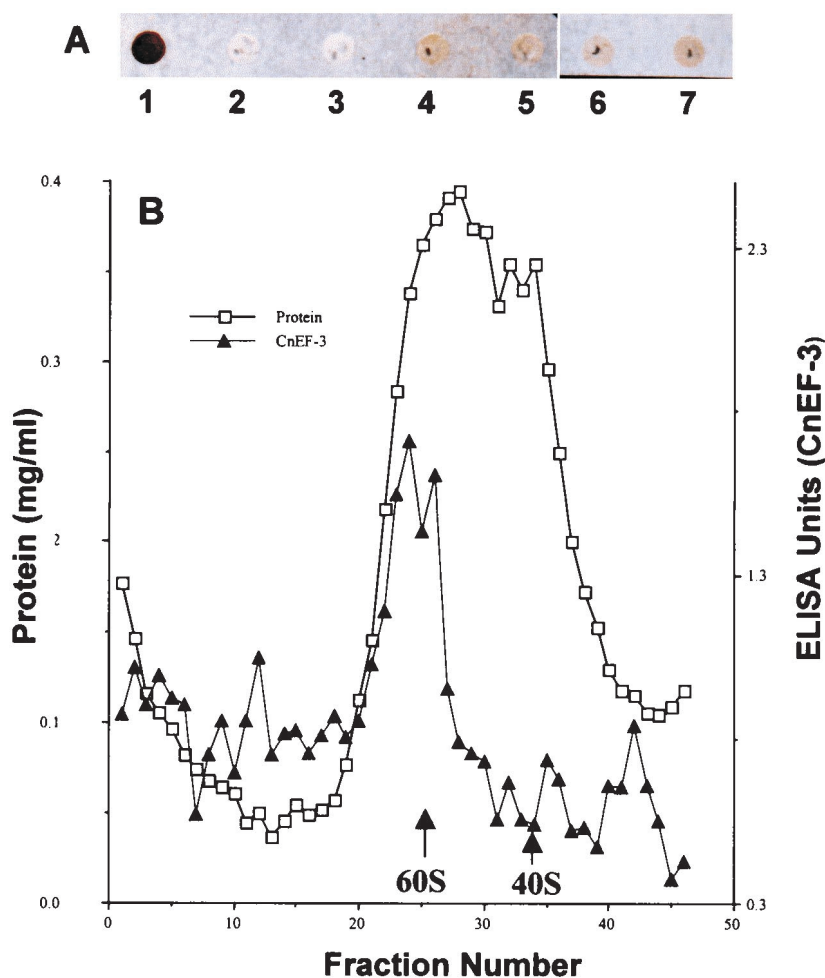 A
1 2 3 4 5 6 7
B
Protein
CnEF-3
0.4
0.3
2
0.1
0.0
Protein (mg/ml)
2.3
1.3
0.3
ELISA Units (CnEF-3)
60S 40S
0 10 20 30 40 50
Fraction Number